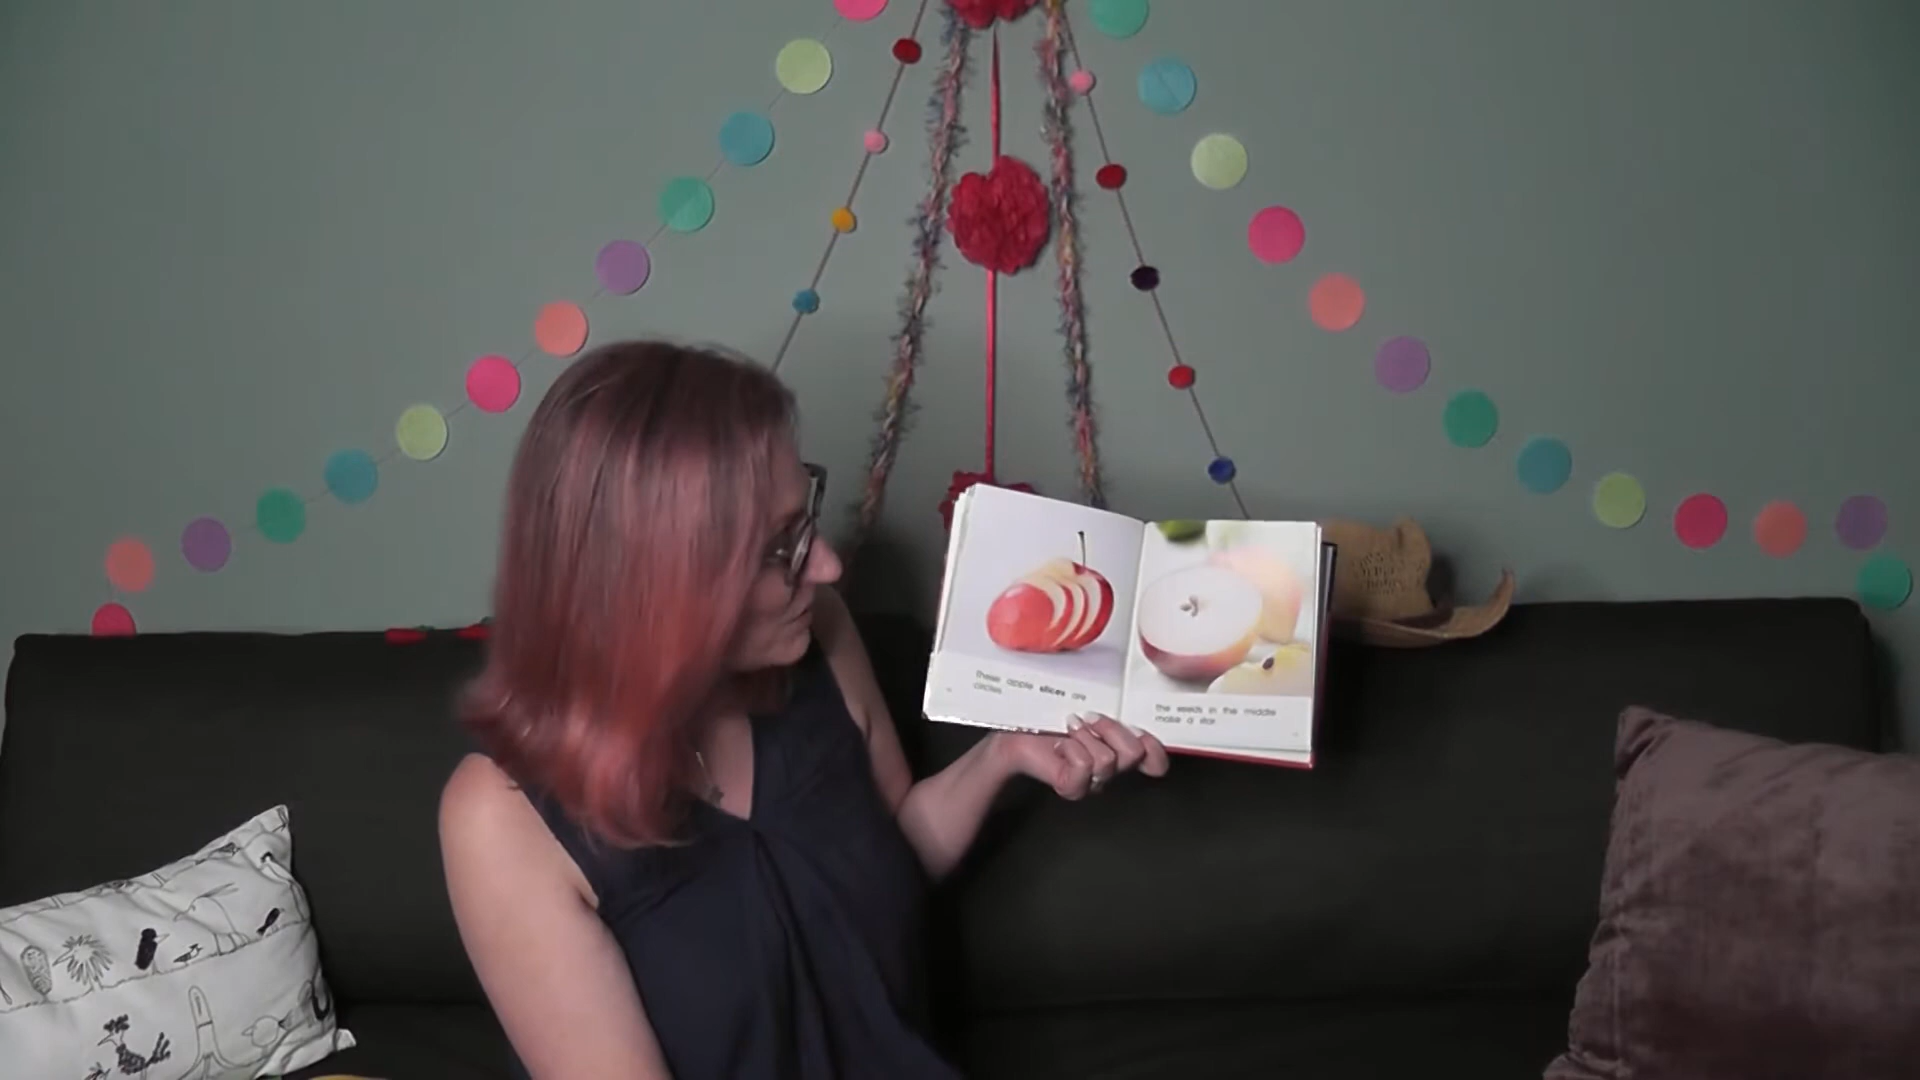 These apple slices are
circles.
The seeds in the middle
make a star.